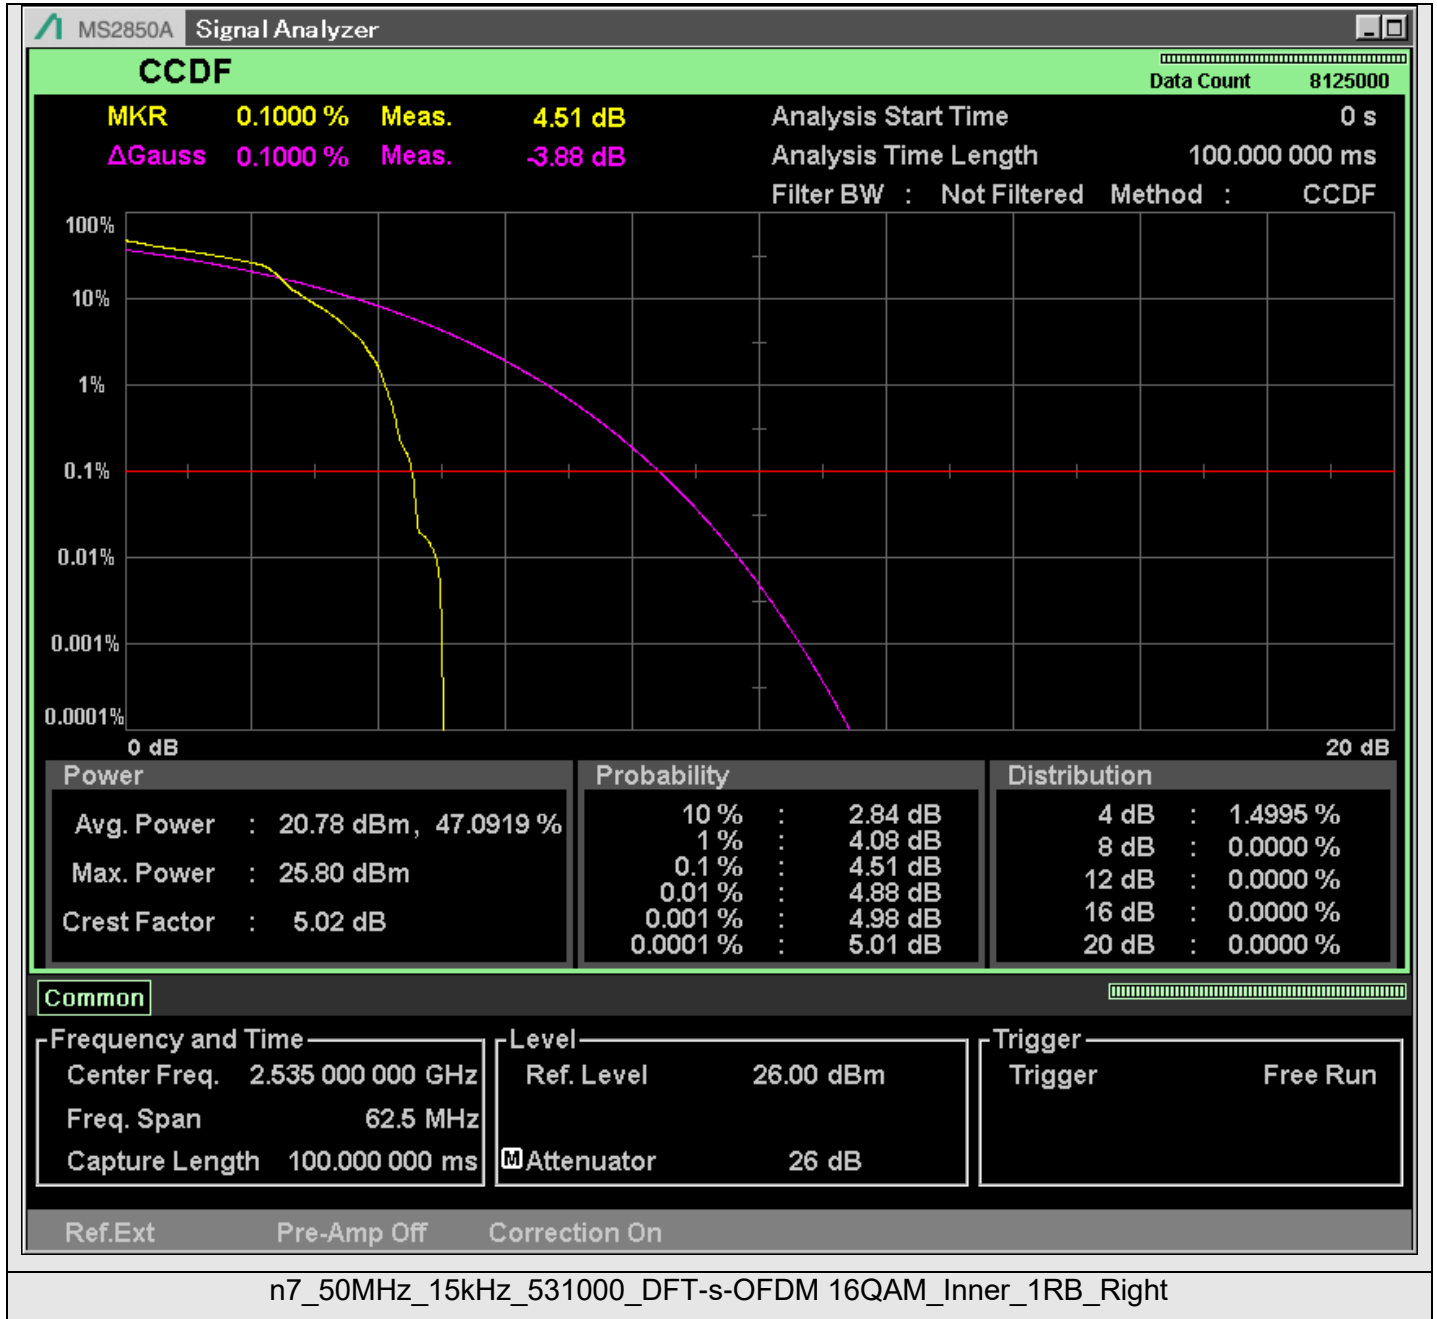 MS2850A Signal Analyzer
CCDF
Data Count 8125000
MKR 0.1000 % Meas. 4.51 dB Analysis Start Time 0 s
ΔGauss 0.1000 % Meas. -3.88 dB Analysis Time Length 100.000 000 ms
Filter BW : Not Filtered Method : CCDF
100%
10%
1%
0.1%
0.01%
0.001%
0.0001%
0 dB 20 dB
Power
Avg. Power : 20.78 dBm, 47.0919 %
Max. Power : 25.80 dBm
Crest Factor : 5.02 dB
Probability
10 % : 2.84 dB
1 % : 4.08 dB
0.1 % : 4.51 dB
0.01 % : 4.88 dB
0.001 % : 4.98 dB
0.0001 % : 5.01 dB
Distribution
4 dB : 1.4995 %
8 dB : 0.0000 %
12 dB : 0.0000 %
16 dB : 0.0000 %
20 dB : 0.0000 %
Common
Frequency and Time
Center Freq. 2.535 000 000 GHz
Freq. Span 62.5 MHz
Capture Length 100.000 000 ms
Level
Ref. Level 26.00 dBm
M Attenuator 26 dB
Trigger
Trigger Free Run
Ref.Ext Pre-Amp Off Correction On
n7_50MHz_15kHz_531000_DFT-s-OFDM 16QAM_Inner_1RB_Right